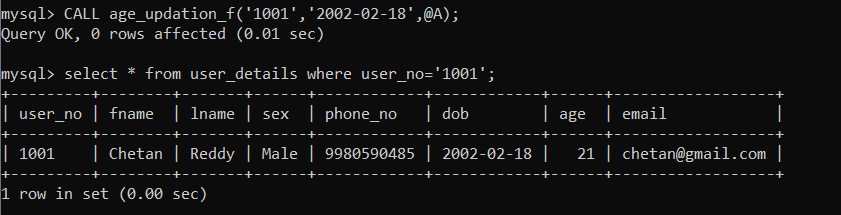 mysql> CALL age_updation_f('1001','2002-02-18',@A);
Query OK, 0 rows affected (0.01 sec)
mysql> select * from user_details where user_no='1001';
+---------+--------+-------+------+------------+------------+------+------------------+
| user_no | fname  | lname | sex  | phone_no   | dob        | age  | email            |
+---------+--------+-------+------+------------+------------+------+------------------+
| 1001    | Chetan | Reddy | Male | 9980590485 | 2002-02-18 |   21 | chetan@gmail.com |
+---------+--------+-------+------+------------+------------+------+------------------+
1 row in set (0.00 sec)